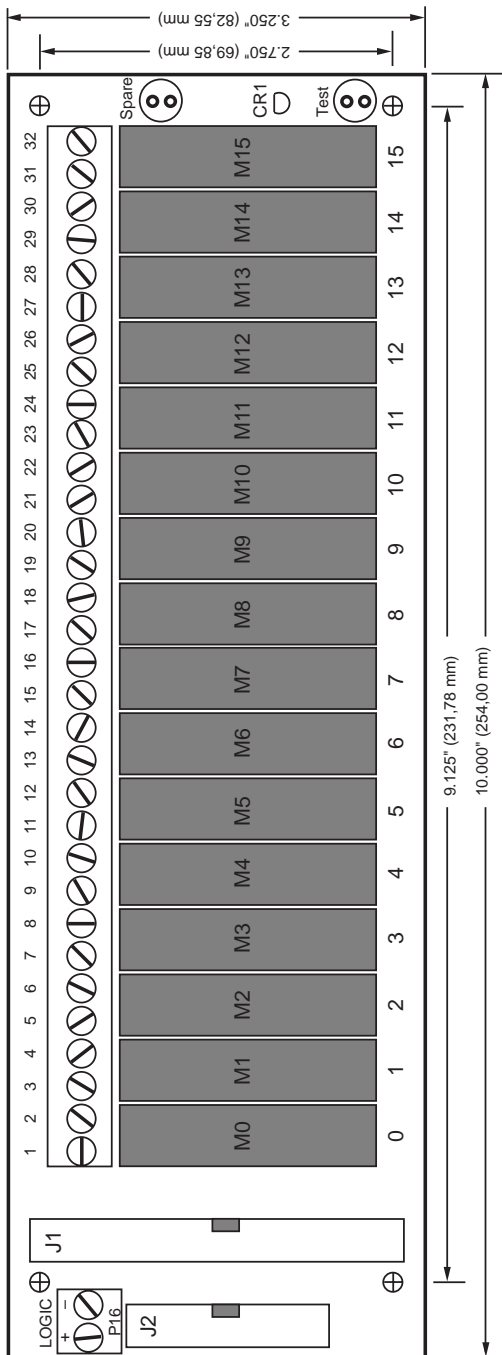 3.250" (82,55 mm)
2.750" (69,85 mm)
Spare
CR1
Test
32
31
30
29
28
27
26
25
24
23
22
21
20
19
18
17
16
15
14
13
12
11
10
9
8
7
6
5
4
3
2
1
M15
M14
M13
M12
M11
M10
M9
M8
M7
M6
M5
M4
M3
M2
M1
M0
15
14
13
12
11
10
9
8
7
6
5
4
3
2
1
0
9.125" (231,78 mm)
10.000" (254,00 mm)
J1
LOGIC
+ –
P16
J2